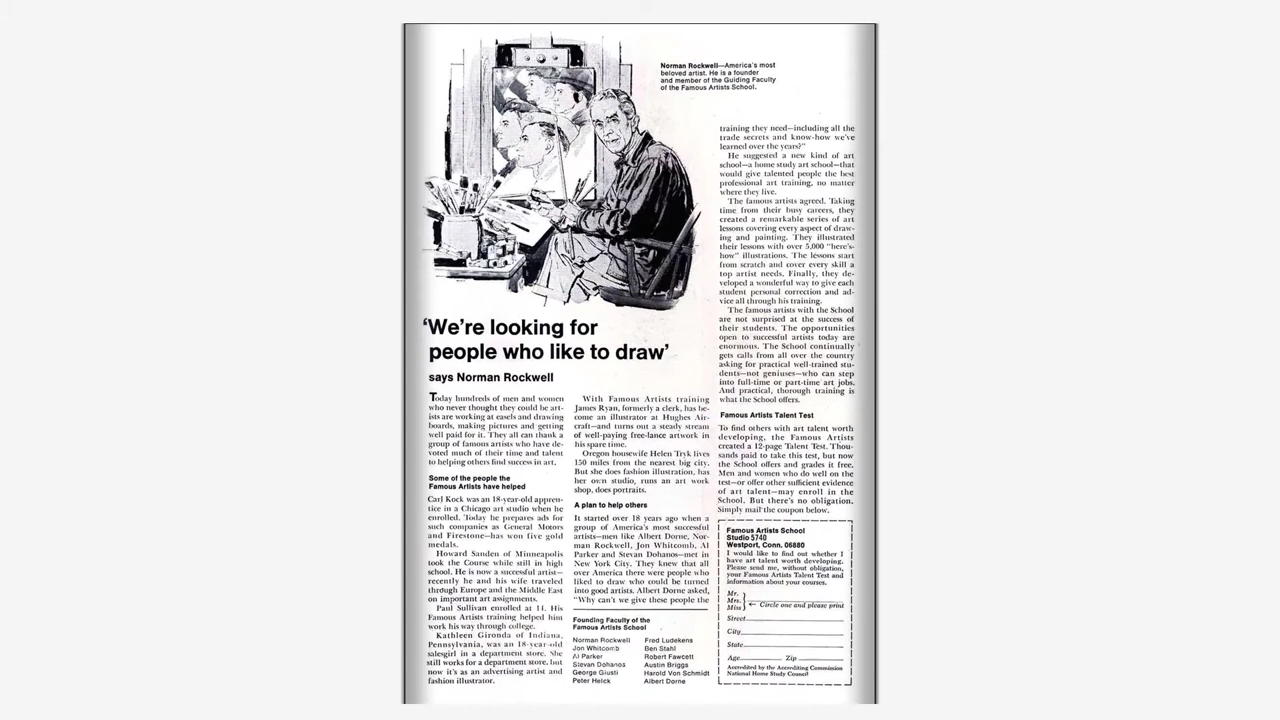 Norman Rockwell—America's most
beloved artist. He is a founder
and member of the Guiding Faculty
of the Famous Artists School.
'We're looking for
people who like to draw'
says Norman Rockwell
Today hundreds of men and women
who never thought they could be art-
ists are working at easels and drawing
boards, making pictures and getting
well paid for it. They all can thank a
group of famous artists who have de-
voted much of their time and talent
to helping others find success in art.
Some of the people the
Famous Artists have helped
Carl Kock was an 18-year-old appren-
tice in a Chicago art studio when he
enrolled. Today he prepares ads for
such companies as General Motors
and Firestone—has won five gold
medals.
Howard Sanden of Minneapolis
took the Course while still in high
school. He is now a successful artist—
recently he and his wife traveled
through Europe and the Middle East
on important art assignments.
Paul Sullivan enrolled at 14. His
Famous Artists training helped him
work his way through college.
Kathleen Gironda of Indiana,
Pennsylvania, was an 18-year-old
salesgirl in a department store. She
still works for a department store, but
now it's as an advertising artist and
fashion illustrator.
With Famous Artists training
James Ryan, formerly a clerk, has be-
come an illustrator at Hughes Air-
craft—and turns out a steady stream
of well-paying free-lance artwork in
his spare time.
Oregon housewife Helen Tryk lives
150 miles from the nearest big city.
But she does fashion illustration, has
her own studio, runs an art work
shop, does portraits.
A plan to help others
It started over 18 years ago when a
group of America's most successful
artists—men like Albert Dorne, Nor-
man Rockwell, Jon Whitcomb, Al
Parker and Stevan Dohanos—met in
New York City. They knew that all
over America there were people who
liked to draw who could be turned
into good artists. Albert Dorne asked,
"Why can't we give these people the
Founding Faculty of the
Famous Artists School
Norman Rockwell
Jon Whitcomb
Al Parker
Stevan Dohanos
George Giusti
Peter Helck
Fred Ludekens
Ben Stahl
Robert Fawcett
Austin Briggs
Harold Von Schmidt
Albert Dorne
training they need—including all the
trade secrets and know-how we've
learned over the years?"
He suggested a new kind of art
school—a home study art school—that
would give talented people the best
professional art training, no matter
where they live.
The famous artists agreed. Taking
time from their busy careers, they
created a remarkable series of art
lessons covering every aspect of draw-
ing and painting. They illustrated
their lessons with over 5,000 "here's-
how" illustrations. The lessons start
from scratch and cover every skill a
top artist needs. Finally, they de-
veloped a wonderful way to give each
student personal correction and ad-
vice all through his training.
The famous artists with the School
are not surprised at the success of
their students. The opportunities
open to successful artists today are
enormous. The School continually
gets calls from all over the country
asking for practical well-trained stu-
dents—not geniuses—who can step
into full-time or part-time art jobs.
And practical, thorough training is
what the School offers.
Famous Artists Talent Test
To find others with art talent worth
developing, the Famous Artists
created a 12-page Talent Test. Thou-
sands paid to take this test, but now
the School offers and grades it free.
Men and women who do well on the
test—or offer other sufficient evidence
of art talent—may enroll in the
School. But there's no obligation.
Simply mail the coupon below.
Famous Artists School
Studio 5740
Westport, Conn. 06880
I would like to find out whether I
have art talent worth developing.
Please send me, without obligation,
your Famous Artists Talent Test and
information about your courses.
Mr.
Mrs.
Miss
← Circle one and please print
Street
City
State
Age Zip
Accredited by the Accrediting Commission
National Home Study Council